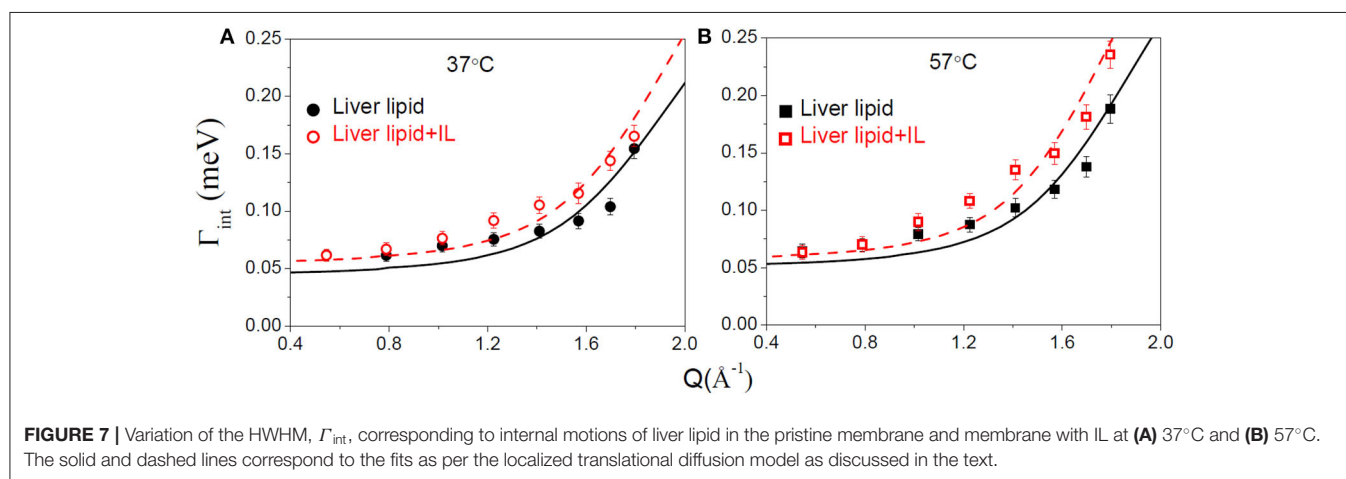 A
0.25
0.20
0.15
0.10
0.05
0.00
Γint (meV)
37°C
Liver lipid
Liver lipid+IL
0.4
0.8
1.2
1.6
2.0
B
0.25
0.20
0.15
0.10
0.05
0.00
57°C
Liver lipid
Liver lipid+IL
0.4
0.8
1.2
1.6
2.0
Q(Å-1)
FIGURE 7 | Variation of the HWHM, Γint, corresponding to internal motions of liver lipid in the pristine membrane and membrane with IL at (A) 37°C and (B) 57°C.
The solid and dashed lines correspond to the fits as per the localized translational diffusion model as discussed in the text.